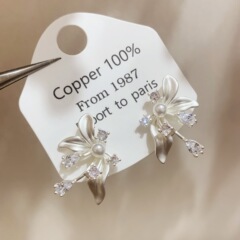 Copper 100%
From 1987
port to paris